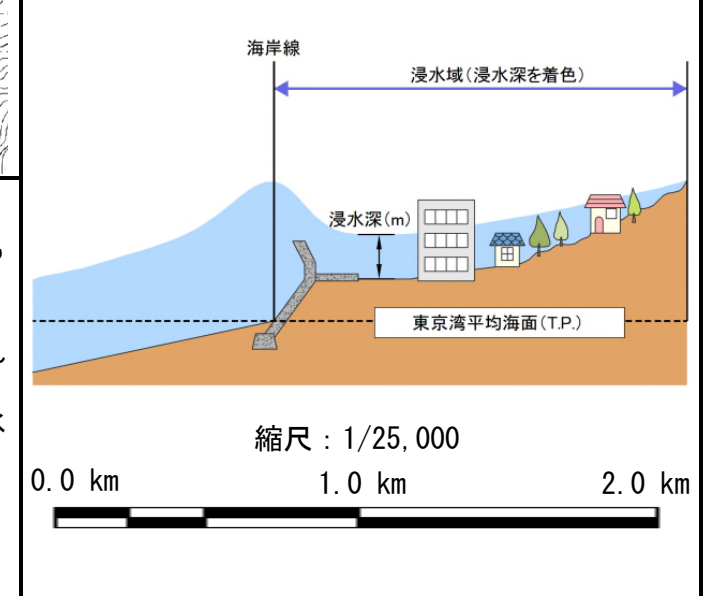 海岸線
浸水域(浸水深を着色)
浸水深(m)
東京湾平均海面(T.P.)
縮尺:1/25,000
0.0 km 1.0 km 2.0 km